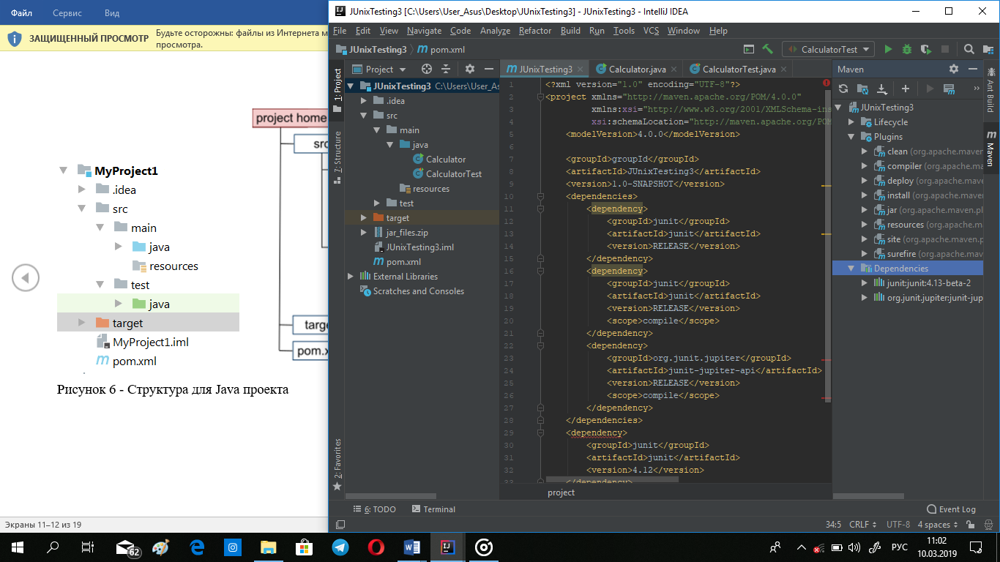 Файл Сервис Вид
ЗАЩИЩЕННЫЙ ПРОСМОТР Будьте осторожны: файлы из Интернета м
просмотра.
project home
src
MyProject1
.idea
src
main
java
resources
test
java
target
MyProject1.iml
pom.xml
targe
pom.x
Рисунок 6 - Структура для Java проекта
Экраны 11–12 из 19
JUnixTesting3 [C:\Users\User_Asus\Desktop\JUnixTesting3] - JUnixTesting3 - IntelliJ IDEA
File Edit View Navigate Code Analyze Refactor Build Run Tools VCS Window Help
JUnixTesting3 pom.xml CalculatorTest
1: Project
7: Structure
2: Favorites
Project
JUnixTesting3 C:\Users\User_As
.idea
src
main
java
Calculator
CalculatorTest
resources
test
target
jar_files.zip
JUnixTesting3.iml
pom.xml
External Libraries
Scratches and Consoles
JUnixTesting3 Calculator.java CalculatorTest.java
1 <?xml version="1.0" encoding="UTF-8"?>
2 <project xmlns="http://maven.apache.org/POM/4.0.0"
3 xmlns:xsi="http://www.w3.org/2001/XMLSchema-ins
4 xsi:schemaLocation="http://maven.apache.org/POM
5 <modelVersion>4.0.0</modelVersion>
6
7 <groupId>groupId</groupId>
8 <artifactId>JUnixTesting3</artifactId>
9 <version>1.0-SNAPSHOT</version>
10 <dependencies>
11 <dependency>
12 <groupId>junit</groupId>
13 <artifactId>junit</artifactId>
14 <version>RELEASE</version>
15 </dependency>
16 <dependency>
17 <groupId>junit</groupId>
18 <artifactId>junit</artifactId>
19 <version>RELEASE</version>
20 <scope>compile</scope>
21 </dependency>
22 <dependency>
23 <groupId>org.junit.jupiter</groupId>
24 <artifactId>junit-jupiter-api</artifactId>
25 <version>RELEASE</version>
26 <scope>compile</scope>
27 </dependency>
28 </dependencies>
29 <dependency>
30 <groupId>junit</groupId>
31 <artifactId>junit</artifactId>
32 <version>4.12</version>
33 </dependency>
project
Maven
JUnixTesting3
Lifecycle
Plugins
clean (org.apache.maven
compiler (org.apache.m
deploy (org.apache.mav
install (org.apache.mave
jar (org.apache.maven.pl
resources (org.apache.m
site (org.apache.maven.p
surefire (org.apache.mav
Dependencies
junit:junit:4.13-beta-2
org.junit.jupiter:junit-jup
Ant Build
Maven
6: TODO Terminal Event Log
34:5 CRLF UTF-8 4 spaces
62
РУС
11:02
10.03.2019